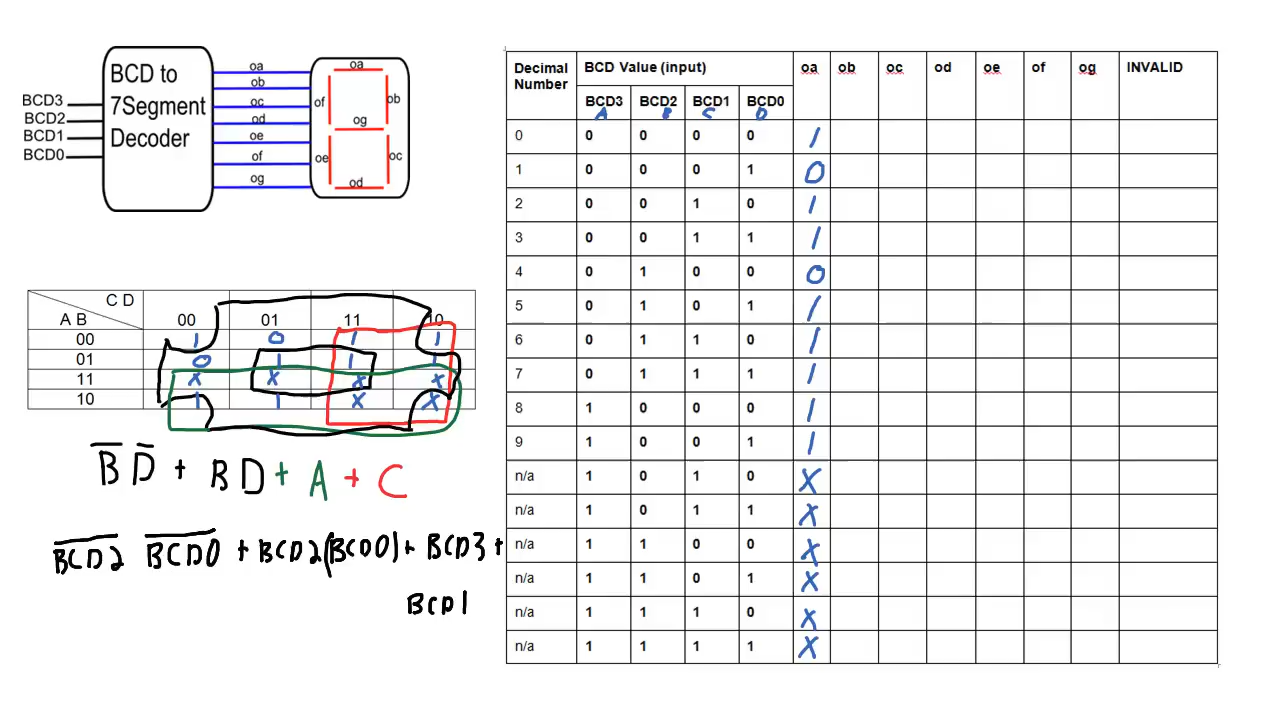 BCD to
7Segment
Decoder
BCD3
BCD2
BCD1
BCD0
oa
ob
oc
od
oe
of
og
oa
of
ob
og
oe
oc
od
C D
A B 00 01 11 10
00 1 0 1 1
01 0 1 1 1
11 X X X X
10 1 1 X X
B̅ D̅ + BD + A + C
B̅C̅D̅2̅ B̅C̅D̅0̅ + BCD2(BCD0) + BCD3 +
BCD1
Decimal Number BCD Value (input) oa ob oc od oe of og INVALID
BCD3 BCD2 BCD1 BCD0
A B C D
0 0 0 0 0 1
1 0 0 0 1 0
2 0 0 1 0 1
3 0 0 1 1 1
4 0 1 0 0 0
5 0 1 0 1 1
6 0 1 1 0 1
7 0 1 1 1 1
8 1 0 0 0 1
9 1 0 0 1 1
n/a 1 0 1 0 X
n/a 1 0 1 1 X
n/a 1 1 0 0 X
n/a 1 1 0 1 X
n/a 1 1 1 0 X
n/a 1 1 1 1 X